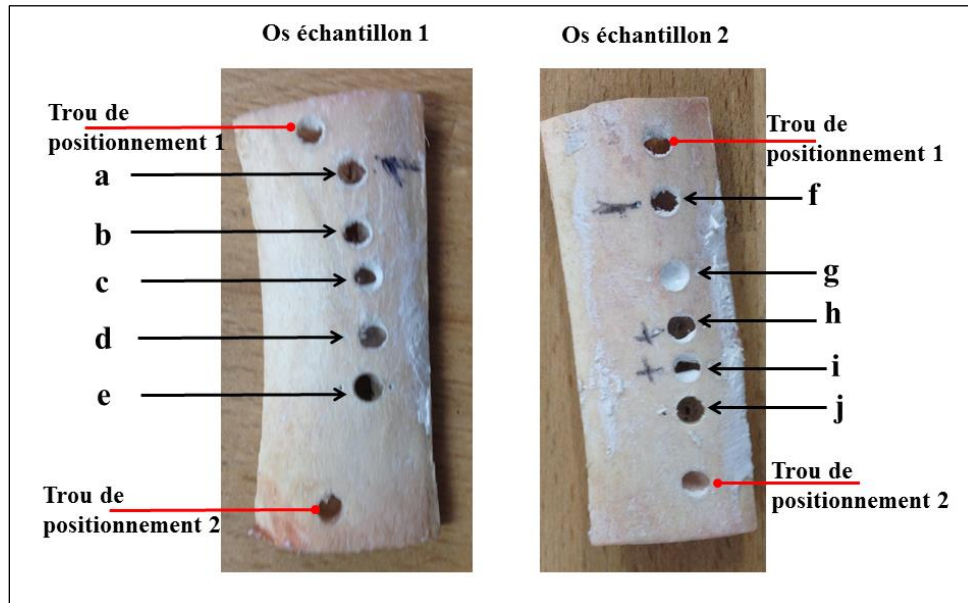 Os échantillon 1
Trou de
positionnement 1
a
b
c
d
e
Trou de
positionnement 2
Os échantillon 2
Trou de
positionnement 1
f
g
h
i
j
Trou de
positionnement 2